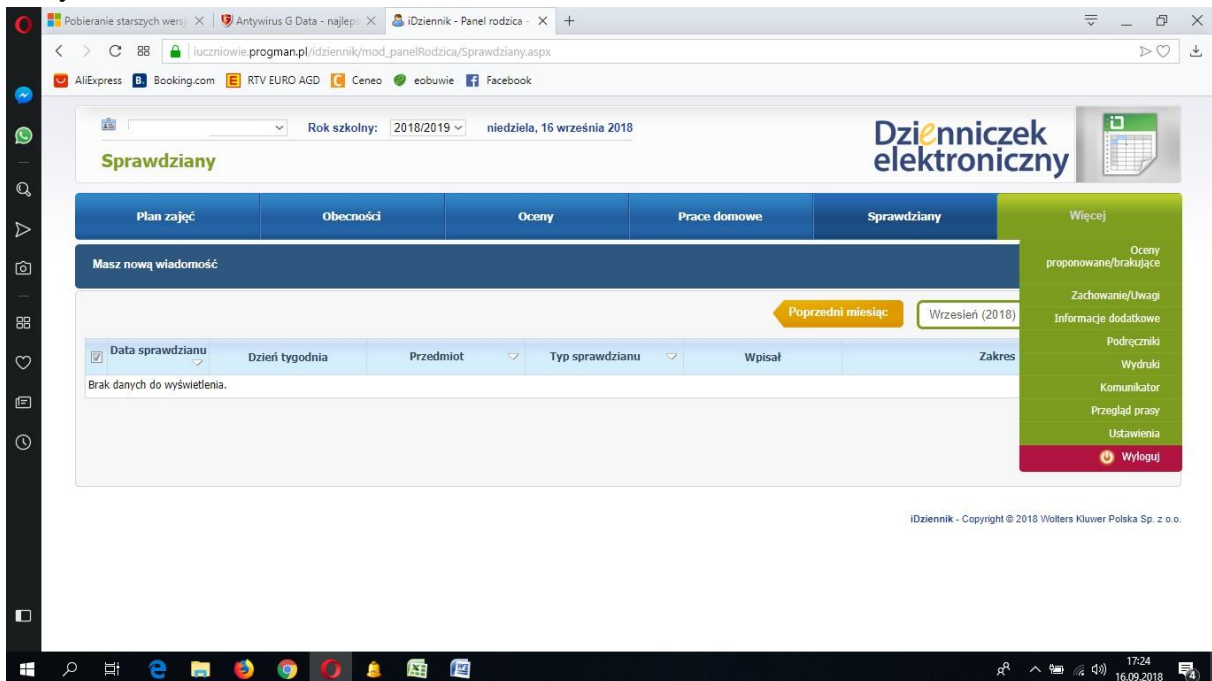 Pobieranie starszych wersj
Antywirus G Data - najleps
iDziennik - Panel rodzica -
iuczniowie.progman.pl/idziennik/mod_panelRodzica/Sprawdziany.aspx
AliExpress B. Booking.com E RTV EURO AGD Ceneo eobuwie Facebook
Rok szkolny: 2018/2019 niedziela, 16 września 2018
Sprawdziany
Dzienniczek
elektroniczny
Plan zajęć Obecności Oceny Prace domowe Sprawdziany Więcej
Masz nową wiadomość
Oceny
proponowane/brakujące
Zachowanie/Uwagi
Informacje dodatkowe
Podręczniki
Wydruki
Komunikator
Przegląd prasy
Ustawienia
Wyloguj
Poprzedni miesiąc Wrzesień (2018)
Data sprawdzianu Dzień tygodnia Przedmiot Typ sprawdzianu Wpisał Zakres
Brak danych do wyświetlenia.
iDziennik - Copyright © 2018 Wolters Kluwer Polska Sp. z o.o.
17:24
16.09.2018
4